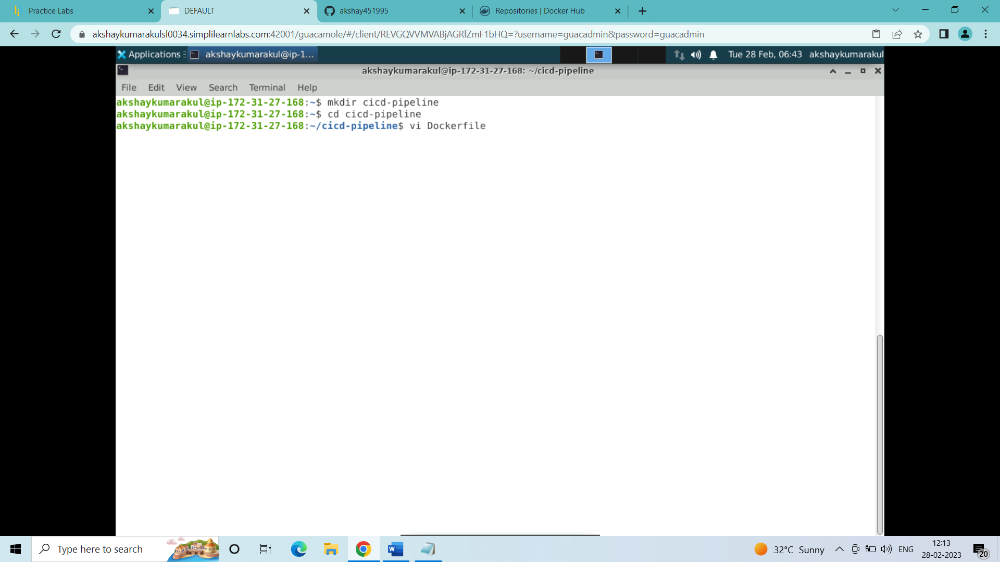 Practice Labs
DEFAULT
akshay451995
Repositories | Docker Hub
akshaykumarakulsl0034.simplilearnlabs.com:42001/guacamole/#/client/REVGQVVMVABjAGRlZmF1bHQ=?username=guacadmin&password=guacadmin
Applications
akshaykumarakul@ip-1...
Tue 28 Feb, 06:43
akshaykumarakul
akshaykumarakul@ip-172-31-27-168: ~/cicd-pipeline
File Edit View Search Terminal Help
akshaykumarakul@ip-172-31-27-168:~$ mkdir cicd-pipeline
akshaykumarakul@ip-172-31-27-168:~$ cd cicd-pipeline
akshaykumarakul@ip-172-31-27-168:~/cicd-pipeline$ vi Dockerfile
Type here to search
32°C Sunny
ENG
12:13
28-02-2023
20